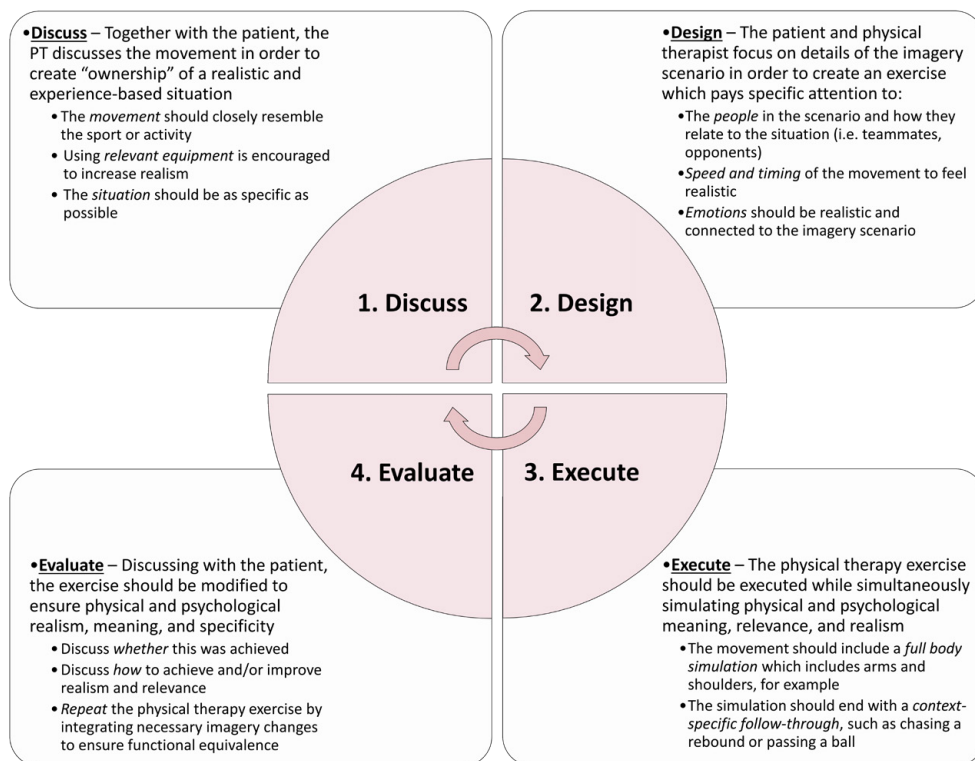 •Discuss – Together with the patient, the
PT discusses the movement in order to
create “ownership” of a realistic and
experience-based situation
•The movement should closely resemble
the sport or activity
• Using relevant equipment is encouraged
to increase realism
• The situation should be as specific as
possible
•Design – The patient and physical
therapist focus on details of the imagery
scenario in order to create an exercise
which pays specific attention to:
•The people in the scenario and how they
relate to the situation (i.e. teammates,
opponents)
•Speed and timing of the movement to feel
realistic
•Emotions should be realistic and
connected to the imagery scenario
1. Discuss
2. Design
4. Evaluate
3. Execute
•Evaluate – Discussing with the patient,
the exercise should be modified to
ensure physical and psychological
realism, meaning, and specificity
• Discuss whether this was achieved
• Discuss how to achieve and/or improve
realism and relevance
• Repeat the physical therapy exercise by
integrating necessary imagery changes
to ensure functional equivalence
•Execute – The physical therapy exercise
should be executed while simultaneously
simulating physical and psychological
meaning, relevance, and realism
•The movement should include a full body
simulation which includes arms and
shoulders, for example
•The simulation should end with a context-
specific follow-through, such as chasing a
rebound or passing a ball